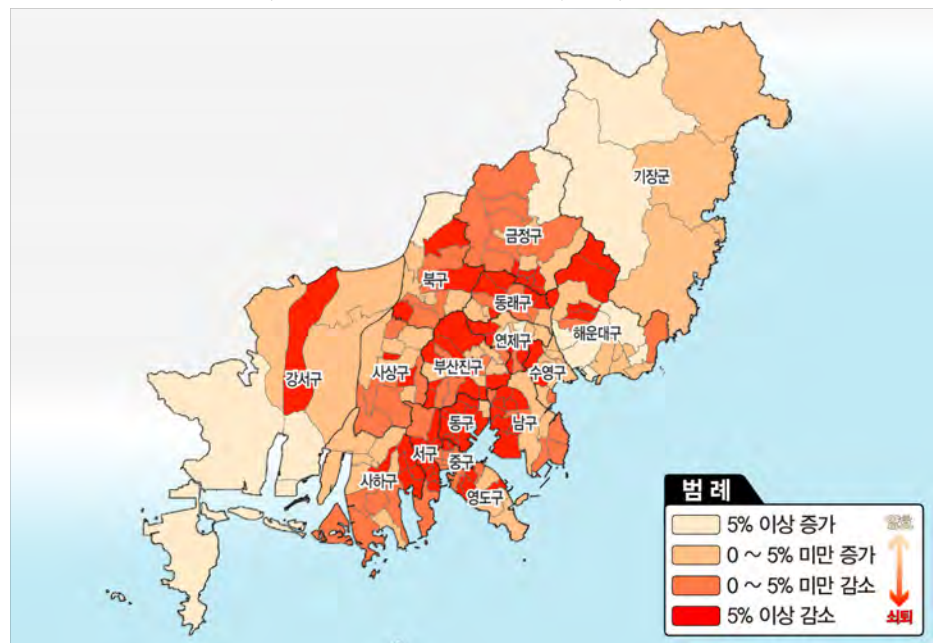 기장군
금정구
북구
동래구
해운대구
연제구
강서구
사상구
부산진구
수영구
동구
남구
서구
중구
사하구
영도구
범 례
5% 이상 증가
0 ~ 5% 미만 증가
0 ~ 5% 미만 감소
5% 이상 감소
쇠퇴